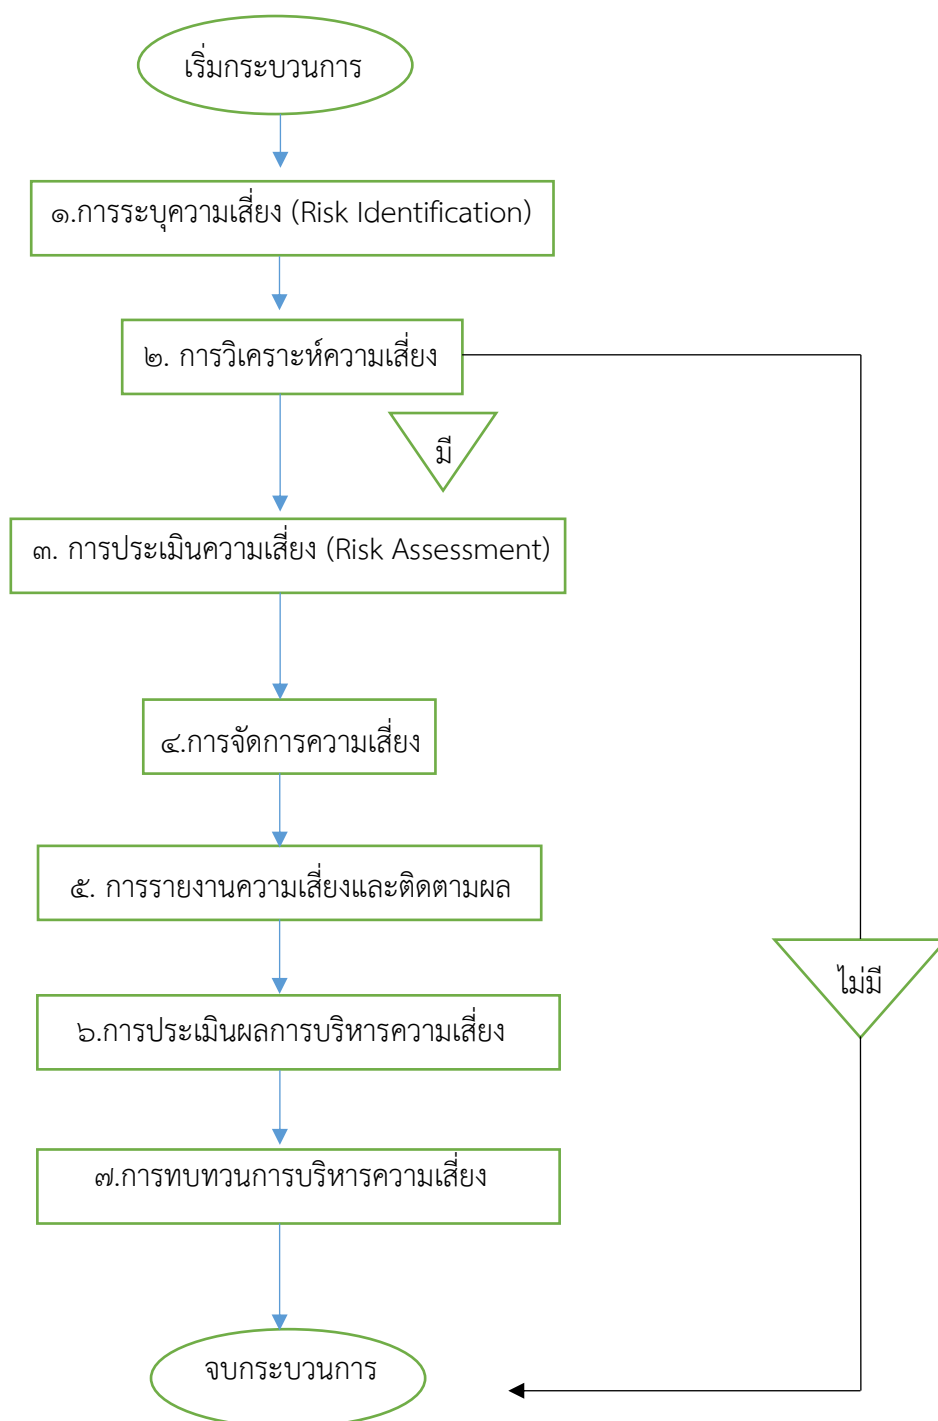 เริ่มกระบวนการ
๑.การระบุความเสี่ยง (Risk Identification)
๒. การวิเคราะห์ความเสี่ยง
มี
๓. การประเมินความเสี่ยง (Risk Assessment)
๔.การจัดการความเสี่ยง
๕. การรายงานความเสี่ยงและติดตามผล
ไม่มี
๖.การประเมินผลการบริหารความเสี่ยง
๗.การทบทวนการบริหารความเสี่ยง
จบกระบวนการ